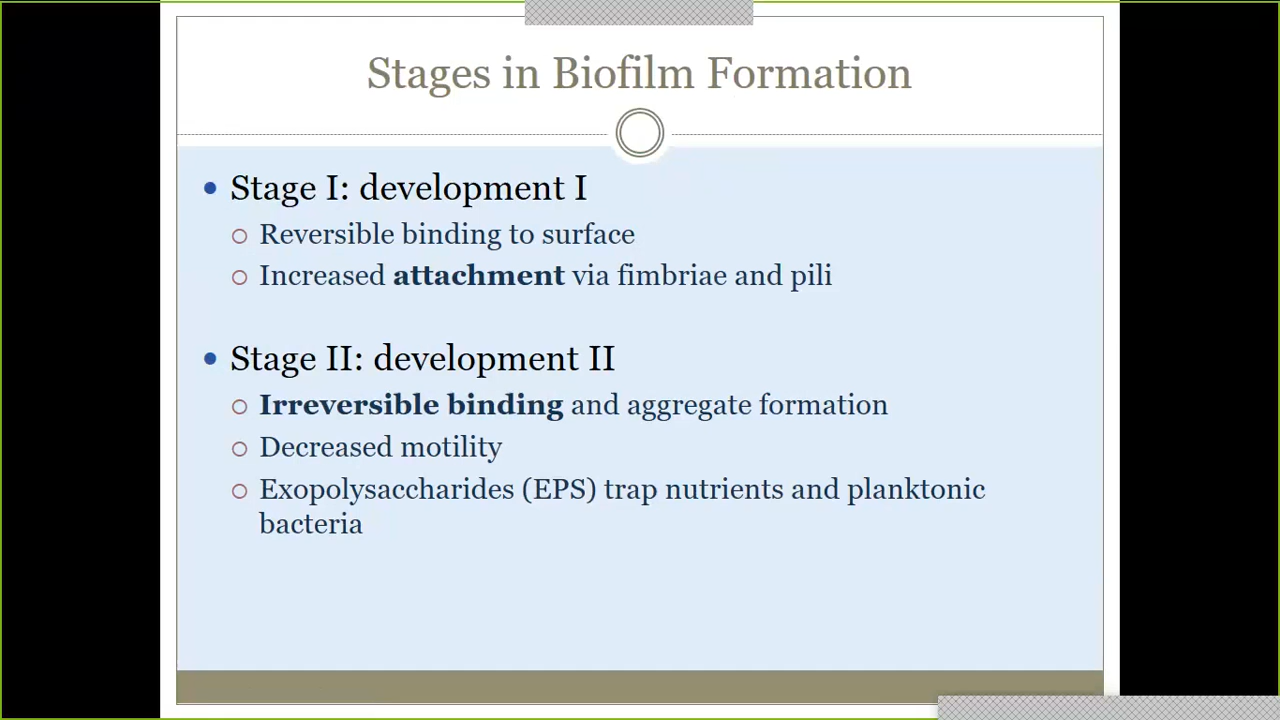 Stages in Biofilm Formation
Stage I: development I
Reversible binding to surface
Increased attachment via fimbriae and pili
Stage II: development II
Irreversible binding and aggregate formation
Decreased motility
Exopolysaccharides (EPS) trap nutrients and planktonic
bacteria